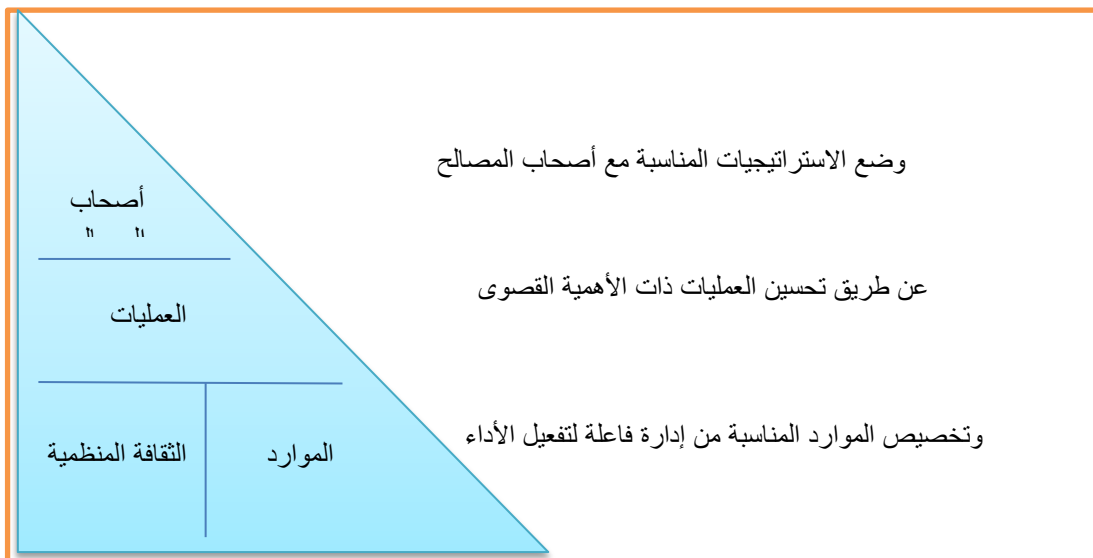 وضع الاستراتيجيات المناسبة مع أصحاب المصالح
أصحاب
عن طريق تحسين العمليات ذات الأهمية القصوى
العمليات
وتخصيص الموارد المناسبة من إدارة فاعلة لتفعيل الأداء
الموارد
الثقافة المنظمية